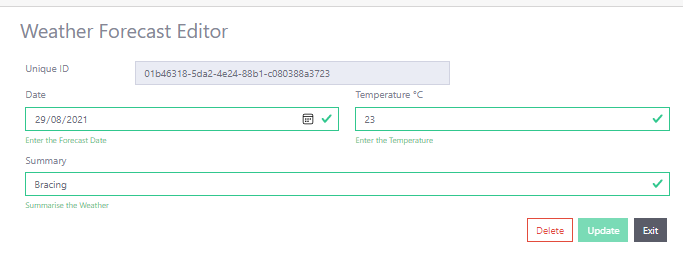 Weather Forecast Editor
Unique ID 01b46318-5da2-4e24-88b1-c080388a3723
Date Temperature °C
29/08/2021 23
Enter the Forecast Date Enter the Temperature
Summary
Bracing
Summarise the Weather
Delete Update Exit